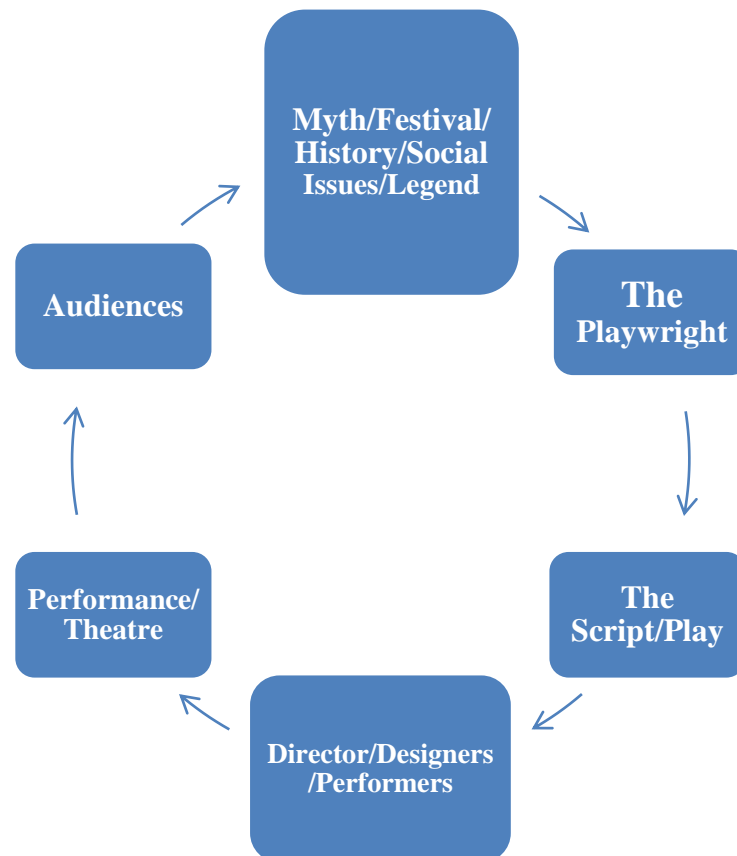 Myth/Festival/
History/Social
Issues/Legend
The
Playwright
The
Script/Play
Director/Designers
/Performers
Performance/
Theatre
Audiences